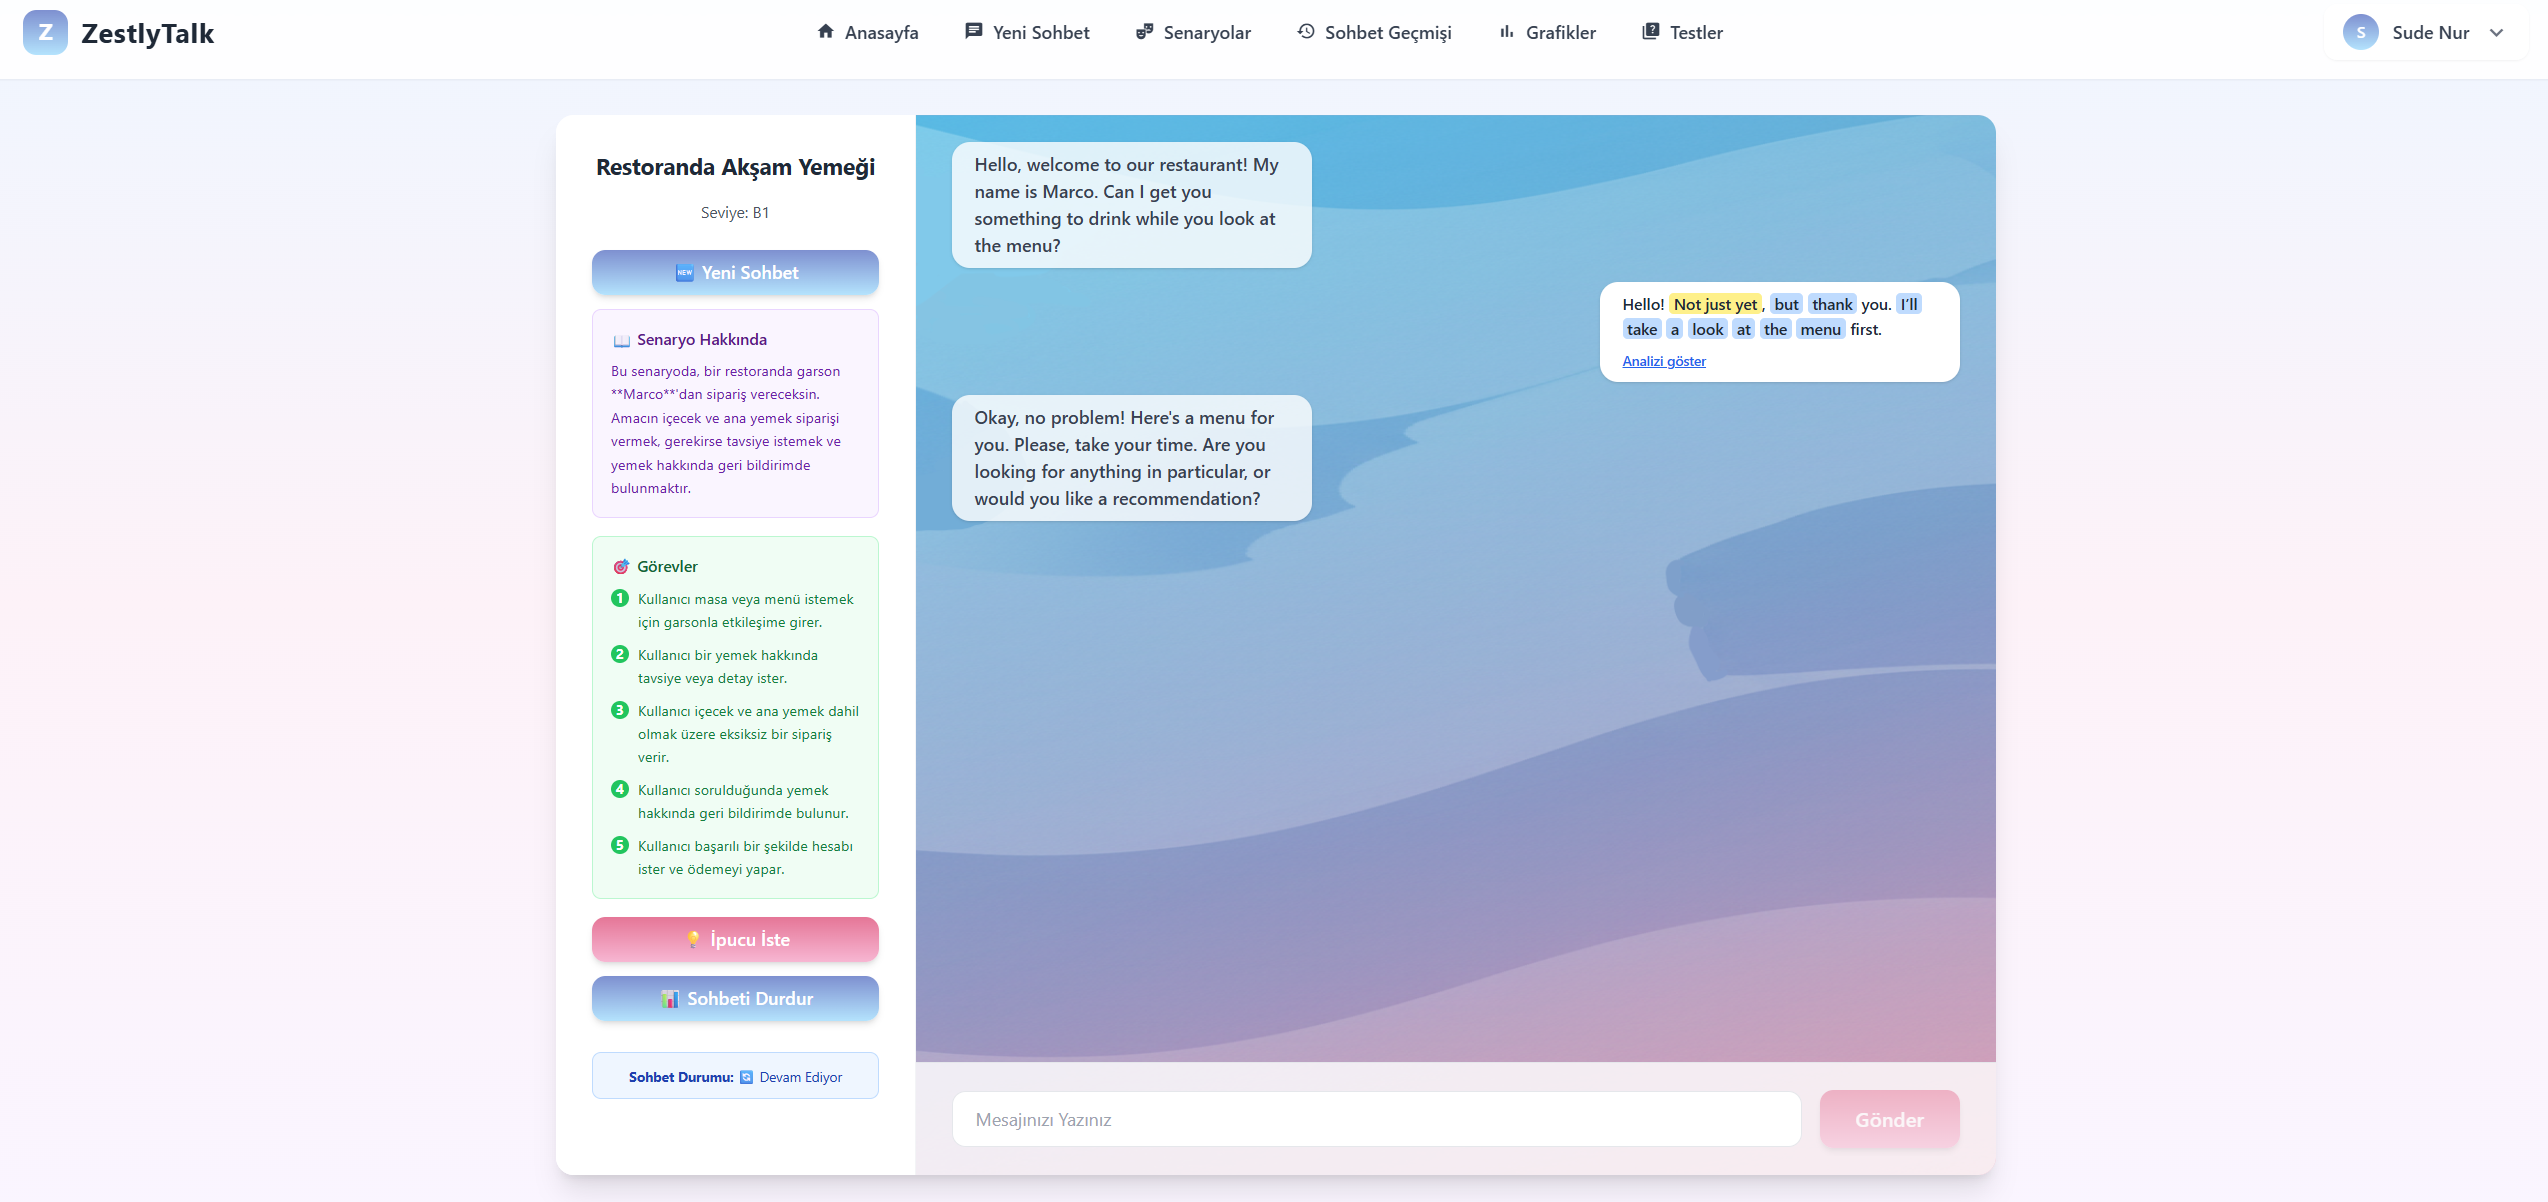 Z ZestlyTalk
Anasayfa
Yeni Sohbet
Senaryolar
Sohbet Geçmişi
Grafikler
Testler
S Sude Nur
Restoranda Akşam Yemeği
Seviye: B1
NEW Yeni Sohbet
Senaryo Hakkında
Bu senaryoda, bir restoranda garson
**Marco**'dan sipariş vereceksin.
Amacın içecek ve ana yemek siparişi
vermek, gerekirse tavsiye istemek ve
yemek hakkında geri bildirimde
bulunmaktır.
Görevler
1 Kullanıcı masa veya menü istemek
için garsonla etkileşime girer.
2 Kullanıcı bir yemek hakkında
tavsiye veya detay ister.
3 Kullanıcı içecek ve ana yemek dahil
olmak üzere eksiksiz bir sipariş
verir.
4 Kullanıcı sorulduğunda yemek
hakkında geri bildirimde bulunur.
5 Kullanıcı başarılı bir şekilde hesabı
ister ve ödemeyi yapar.
İpucu İste
Sohbeti Durdur
Sohbet Durumu: Devam Ediyor
Hello, welcome to our restaurant! My
name is Marco. Can I get you
something to drink while you look at
the menu?
Hello! Not just yet, but thank you. I’ll
take a look at the menu first.
Analizi göster
Okay, no problem! Here's a menu for
you. Please, take your time. Are you
looking for anything in particular, or
would you like a recommendation?
Mesajınızı Yazınız
Gönder